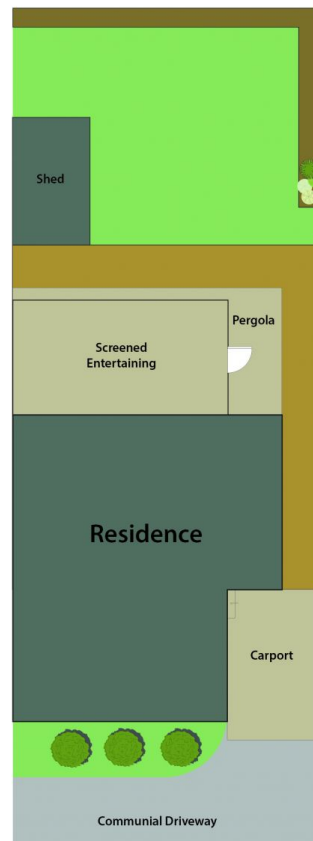 Shed
Pergola
Screened
Entertaining
Residence
Carport
Communial Driveway